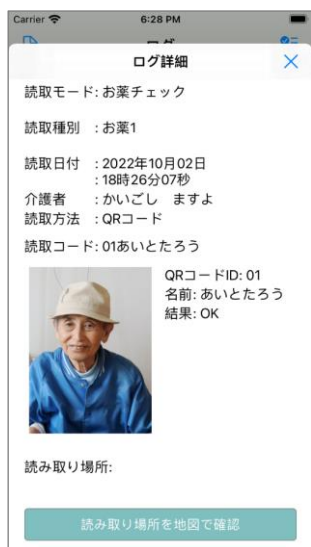 Carrier 6:28 PM
ログ詳細
読取モード: お薬チェック
読取種別 : お薬1
読取日付 : 2022年10月02日
: 18時26分07秒
介護者 : かいごし ますよ
読取方法 : QRコード
読取コード: 01あいとたろう
QRコードID: 01
名前: あいとたろう
結果: OK
読み取り場所:
読み取り場所を地図で確認